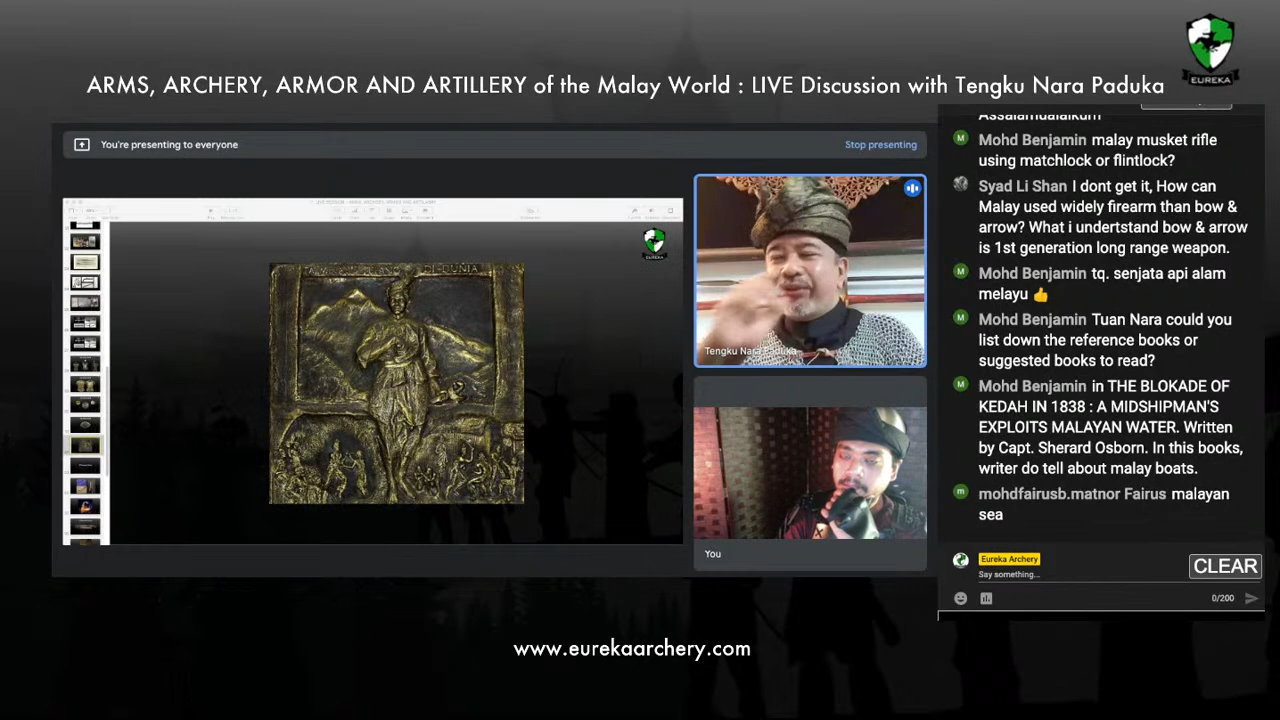 ARMS, ARCHERY, ARMOR AND ARTILLERY of the Malay World : LIVE Discussion with Tengku Nara Paduka
EUREKA
You're presenting to everyone
Stop presenting
DI DUNIA
Tengku Nara Paduka
You
Assalamualaikum
Mohd Benjamin malay musket rifle
using matchlock or flintlock?
Syad Li Shan I dont get it, How can
Malay used widely firearm than bow &
arrow? What i undertstand bow & arrow
is 1st generation long range weapon.
Mohd Benjamin tq. senjata api alam
melayu 👍
Mohd Benjamin Tuan Nara could you
list down the reference books or
suggested books to read?
Mohd Benjamin in THE BLOKADE OF
KEDAH IN 1838 : A MIDSHIPMAN'S
EXPLOITS MALAYAN WATER. Written
by Capt. Sherard Osborn. In this books,
writer do tell about malay boats.
mohdfairusb.matnor Fairus malayan
sea
Eureka Archery
Say something...
CLEAR
0/200
www.eurekaarchery.com